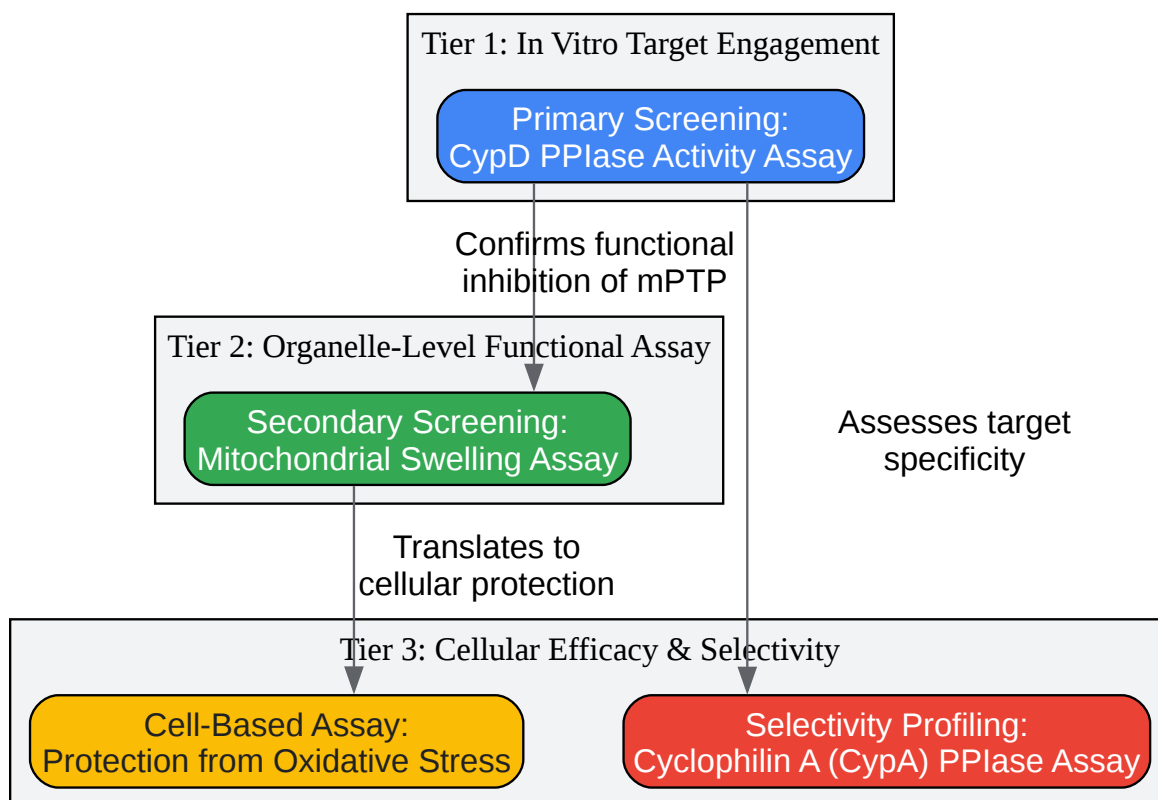 Tier 1: In Vitro Target Engagement
Primary Screening:
CypD PPIase Activity Assay
Confirms functional
inhibition of mPTP
Tier 2: Organelle-Level Functional Assay
Secondary Screening:
Mitochondrial Swelling Assay
Assesses target
specificity
Translates to
cellular protection
Tier 3: Cellular Efficacy & Selectivity
Cell-Based Assay:
Protection from Oxidative Stress
Selectivity Profiling:
Cyclophilin A (CypA) PPIase Assay